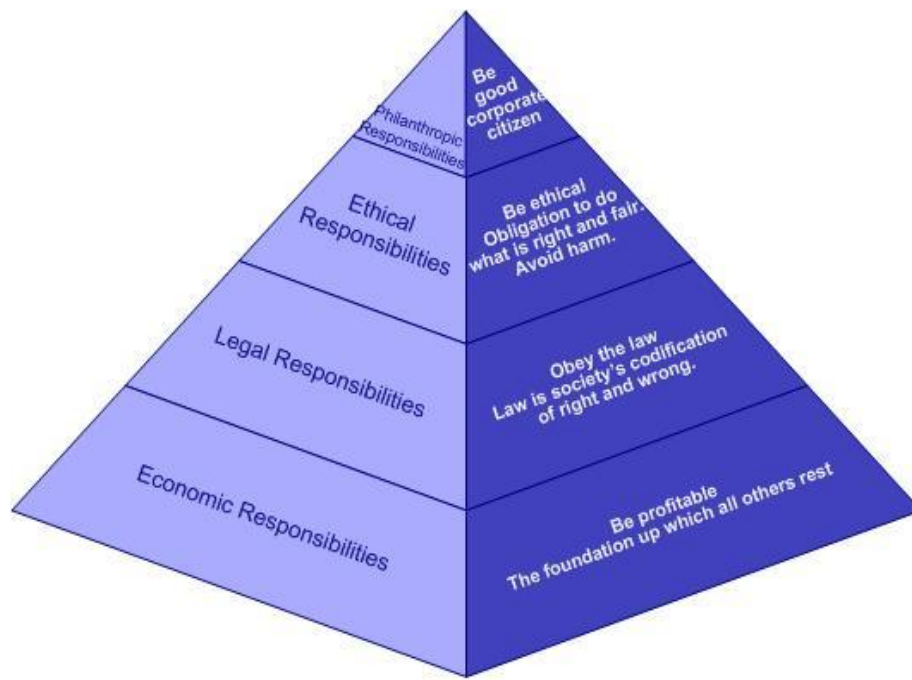 Philanthropic
Responsibilities
Be
good
corporate
citizen
Ethical
Responsibilities
Be ethical
Obligation to do
what is right and fair.
Avoid harm.
Legal Responsibilities
Obey the law
Law is society's codification
of right and wrong.
Economic Responsibilities
Be profitable
The foundation up which all others rest